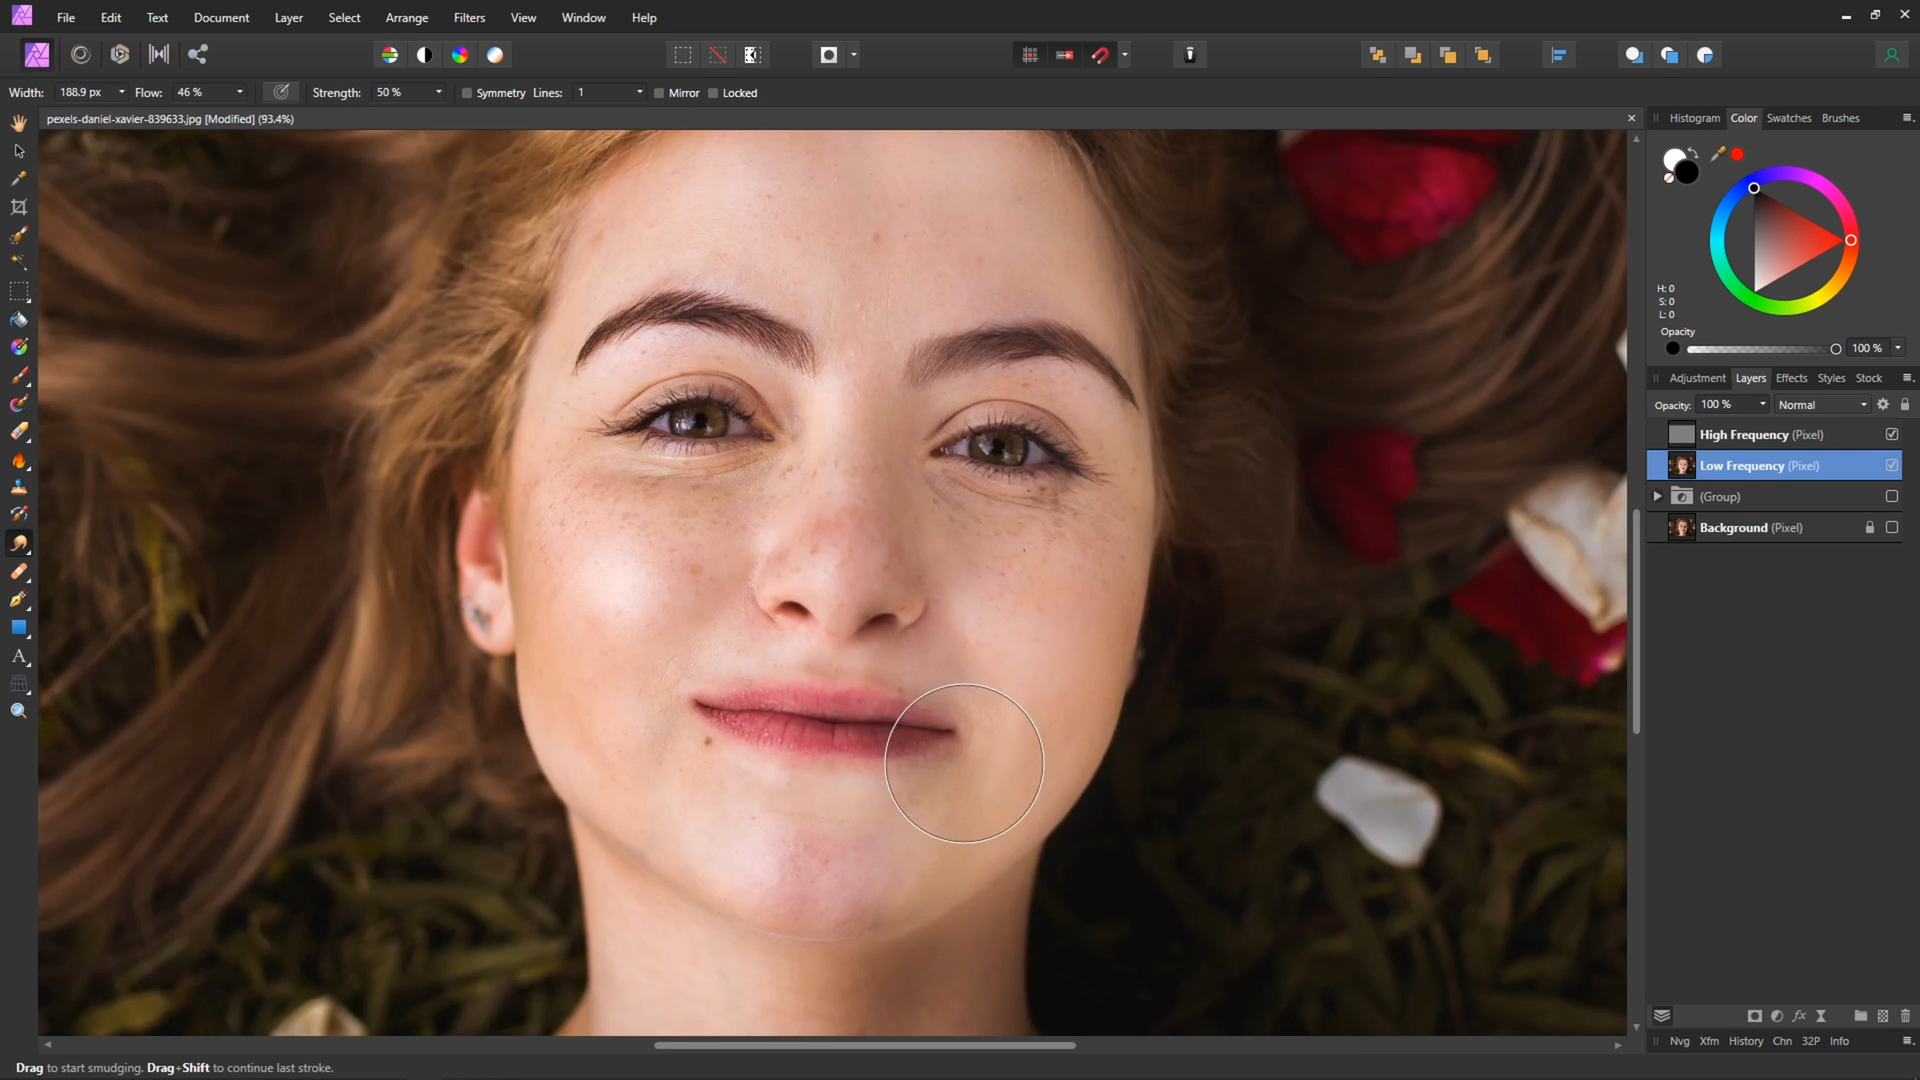 File Edit Text Document Layer Select Arrange Filters View Window Help
Width: 188.9 px Flow: 46 % Strength: 50 % Symmetry Lines: 1 Mirror Locked
pexels-daniel-xavier-839633.jpg [Modified] (93.4%)
Histogram Color Swatches Brushes
H: 0
S: 0
L: 0
Opacity
100 %
Adjustment Layers Effects Styles Stock
Opacity: 100 % Normal
High Frequency (Pixel)
Low Frequency (Pixel)
(Group)
Background (Pixel)
A
fx
Nvg Xfm History Chn 32P Info
Drag to start smudging. Drag+Shift to continue last stroke.